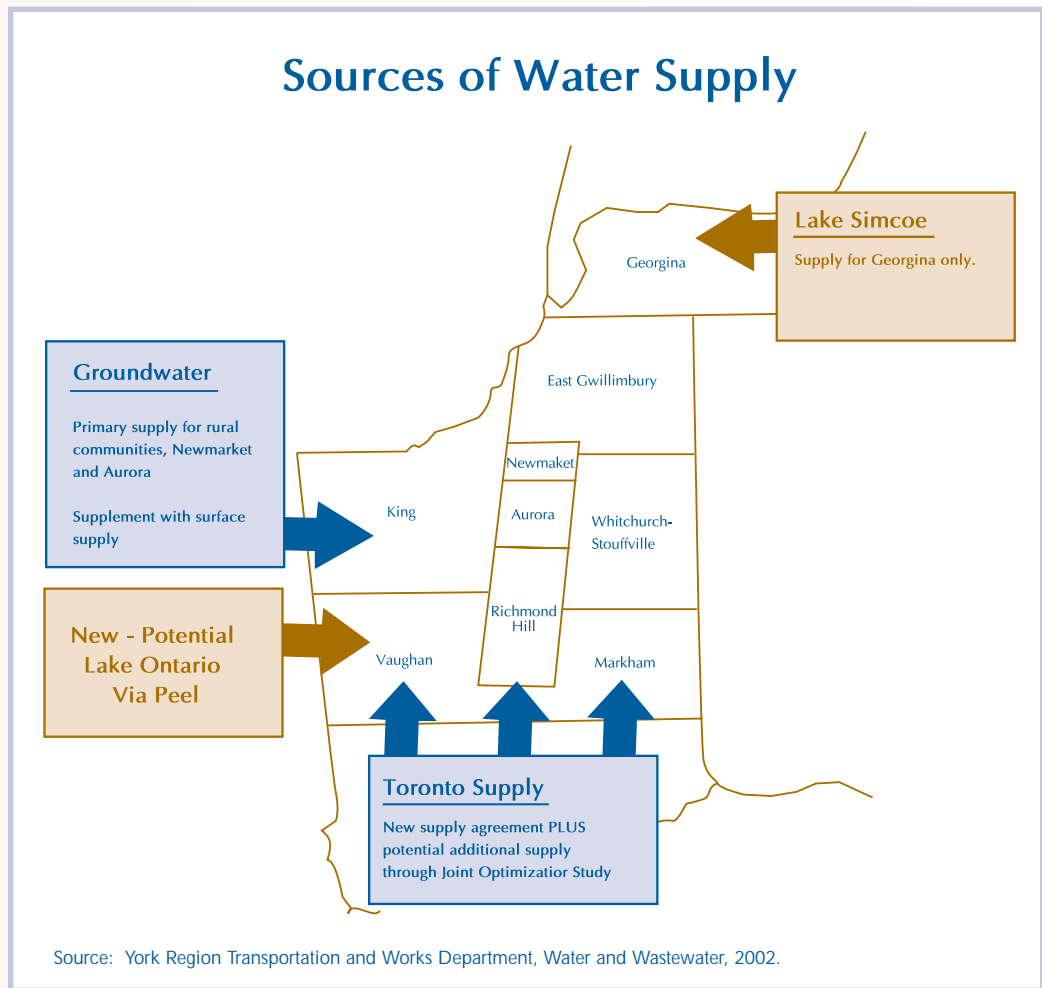 Sources of Water Supply
Lake Simcoe
Supply for Georgina only.
Georgina
Groundwater
Primary supply for rural
communities, Newmarket
and Aurora
Supplement with surface
supply
East Gwillimbury
Newmaket
King
Aurora
Whitchurch-
Stouffville
New - Potential
Lake Ontario
Via Peel
Richmond
Hill
Vaughan
Markham
Toronto Supply
New supply agreement PLUS
potential additional supply
through Joint Optimizatior Study
Source: York Region Transportation and Works Department, Water and Wastewater, 2002.